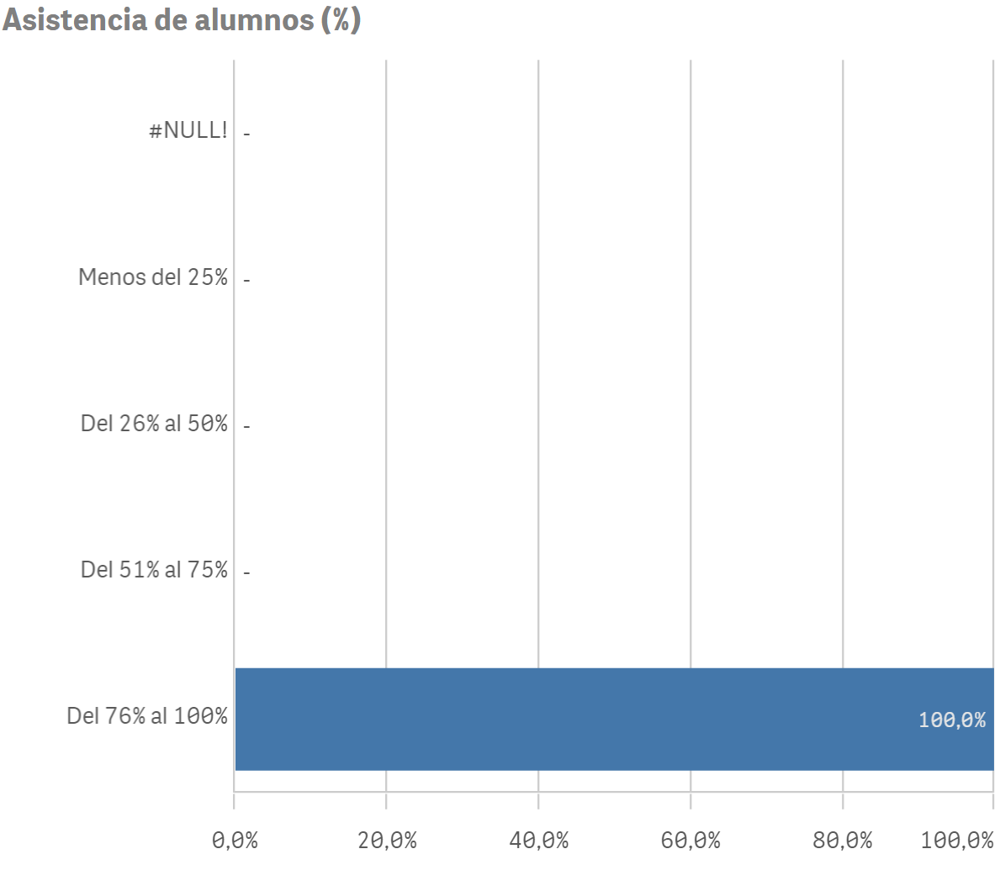 Asistencia de alumnos (%)
#NULL! -
Menos del 25% -
Del 26% al 50% -
Del 51% al 75% -
Del 76% al 100% 100,0%
0,0% 20,0% 40,0% 60,0% 80,0% 100,0%